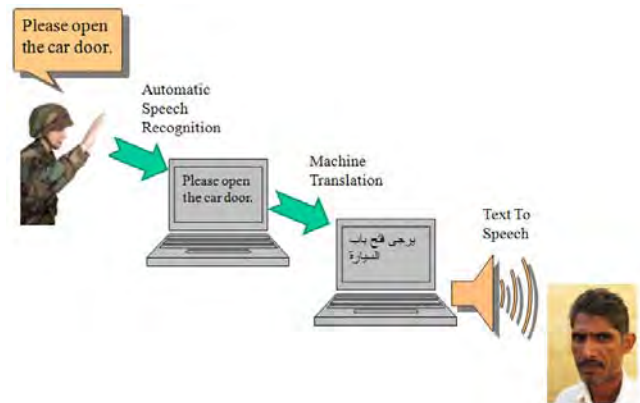 Please open
the car door.
Automatic
Speech
Recognition
Please open
the car door.
Machine
Translation
يرجى فتح باب
السيارة
Text To
Speech